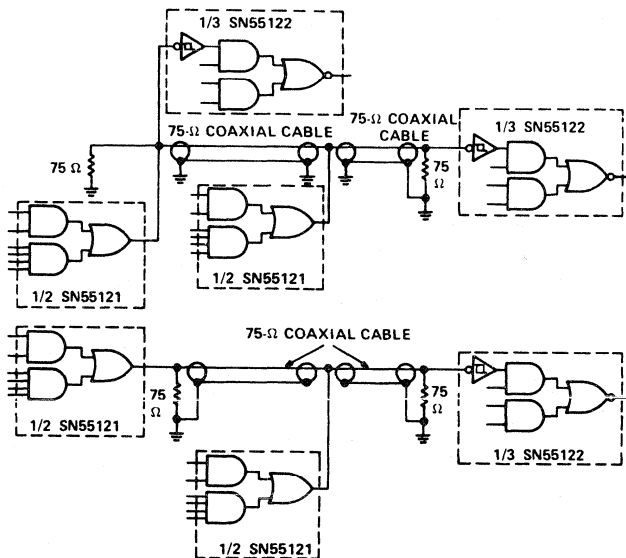 1/3 SN55122
75-Ω COAXIAL CABLE
75-Ω COAXIAL
CABLE
1/3 SN55122
75 Ω
75
Ω
1/2 SN55121
1/2 SN55121
75-Ω COAXIAL CABLE
75
Ω
75
Ω
1/2 SN55121
1/3 SN55122
1/2 SN55121